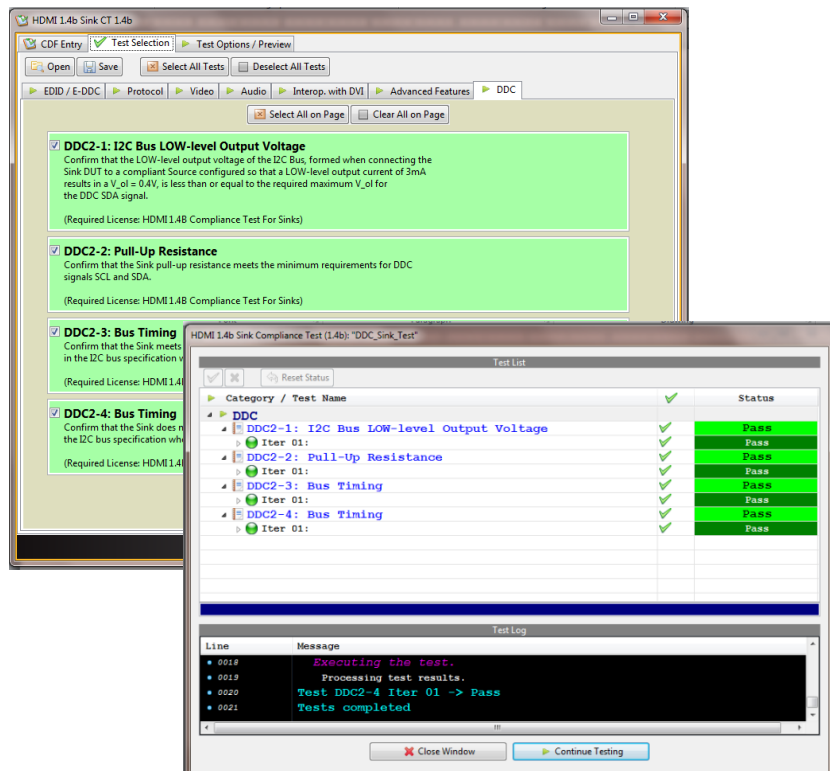 HDMI 1.4b Sink CT 1.4b
CDF Entry Test Selection Test Options / Preview
Open Save Select All Tests Deselect All Tests
EDID / E-DDC Protocol Video Audio Interop. with DVI Advanced Features DDC
Select All on Page Clear All on Page
DDC2-1: I2C Bus LOW-level Output Voltage
Confirm that the LOW-level output voltage of the I2C Bus, formed when connecting the
Sink DUT to a compliant Source configured so that a LOW-level output current of 3mA
results in a V_ol = 0.4V, is less than or equal to the required maximum V_ol for
the DDC SDA signal.
(Required License: HDMI 1.4B Compliance Test For Sinks)
DDC2-2: Pull-Up Resistance
Confirm that the Sink pull-up resistance meets the minimum requirements for DDC
signals SCL and SDA.
(Required License: HDMI 1.4B Compliance Test For Sinks)
DDC2-3: Bus Timing
Confirm that the Sink meets
in the I2C bus specification
(Required License: HDMI 1.4
DDC2-4: Bus Timing
Confirm that the Sink does
the I2C bus specification
(Required License: HDMI 1.4
HDMI 1.4b Sink Compliance Test (1.4b): "DDC_Sink_Test"
Test List
Reset Status
Category / Test Name Status
DDC
DDC2-1: I2C Bus LOW-level Output Voltage Pass
Iter 01: Pass
DDC2-2: Pull-Up Resistance Pass
Iter 01: Pass
DDC2-3: Bus Timing Pass
Iter 01: Pass
DDC2-4: Bus Timing Pass
Iter 01: Pass
Test Log
Line Message
0018 Executing the test.
0019 Processing test results.
0020 Test DDC2-4 Iter 01 -> Pass
0021 Tests completed
Close Window Continue Testing